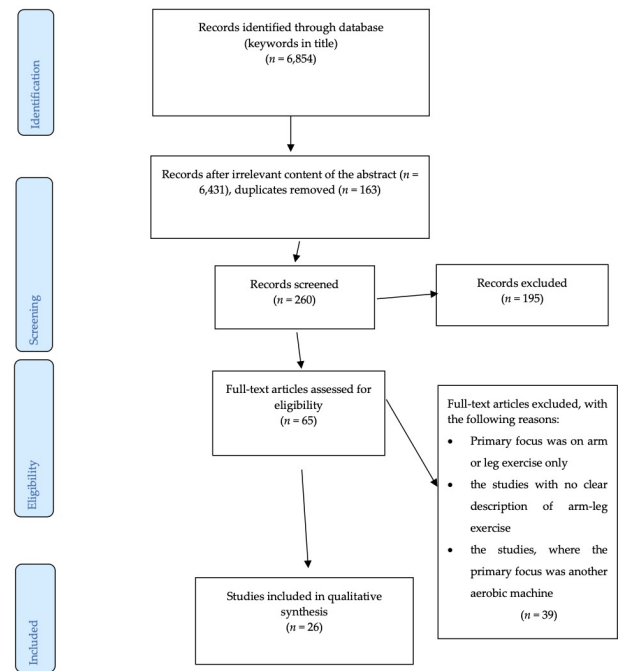 Identification
Records identified through database
(keywords in title)
(n = 6,854)
Records after irrelevant content of the abstract (n =
6,431), duplicates removed (n = 163)
Screening
Records screened
(n = 260)
Records excluded
(n = 195)
Eligibility
Full-text articles assessed for
eligibility
(n = 65)
Full-text articles excluded, with
the following reasons:
• Primary focus was on arm
or leg exercise only
• the studies with no clear
description of arm-leg
exercise
• the studies, where the
primary focus was another
aerobic machine
(n = 39)
Included
Studies included in qualitative
synthesis
(n = 26)